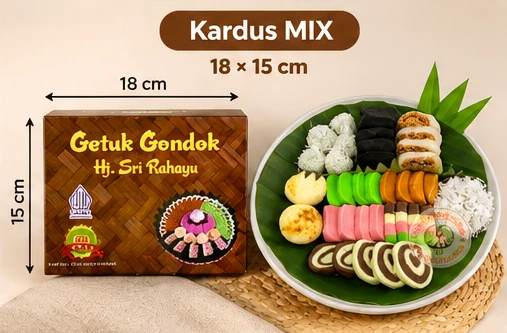 Kardus MIX
18 × 15 cm
18 cm
15 cm
Getuk Gondok
Hj. Sri Rahayu